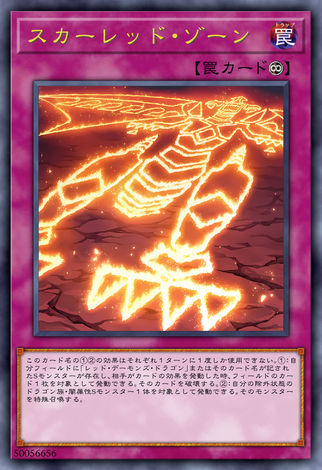 スカーレッド・ゾーン
トラップ
罠
【罠カード】
このカード名の①②の効果はそれぞれ1ターンに1度しか使用できない。①:自
分フィールドに「レッド・デーモンズ・ドラゴン」またはそのカード名が記され
たSモンスターが存在し、相手がカードの効果を発動した時、フィールドのカー
ド1枚を対象として発動できる。そのカードを破壊する。②:自分の除外状態の
ドラゴン族・闇属性Sモンスター1体を対象として発動できる。そのモンスター
を特殊召喚する。
50056656